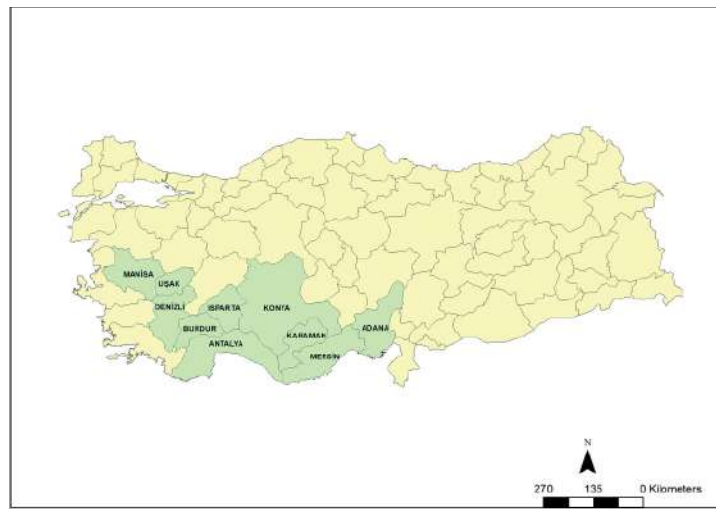 MANİSA
UŞAK
DENİZLİ
ISPARTA
KONYA
BURDUR
KARAMAN
ADANA
ANTALYA
MERSİN
N
270 135 0 Kilometers